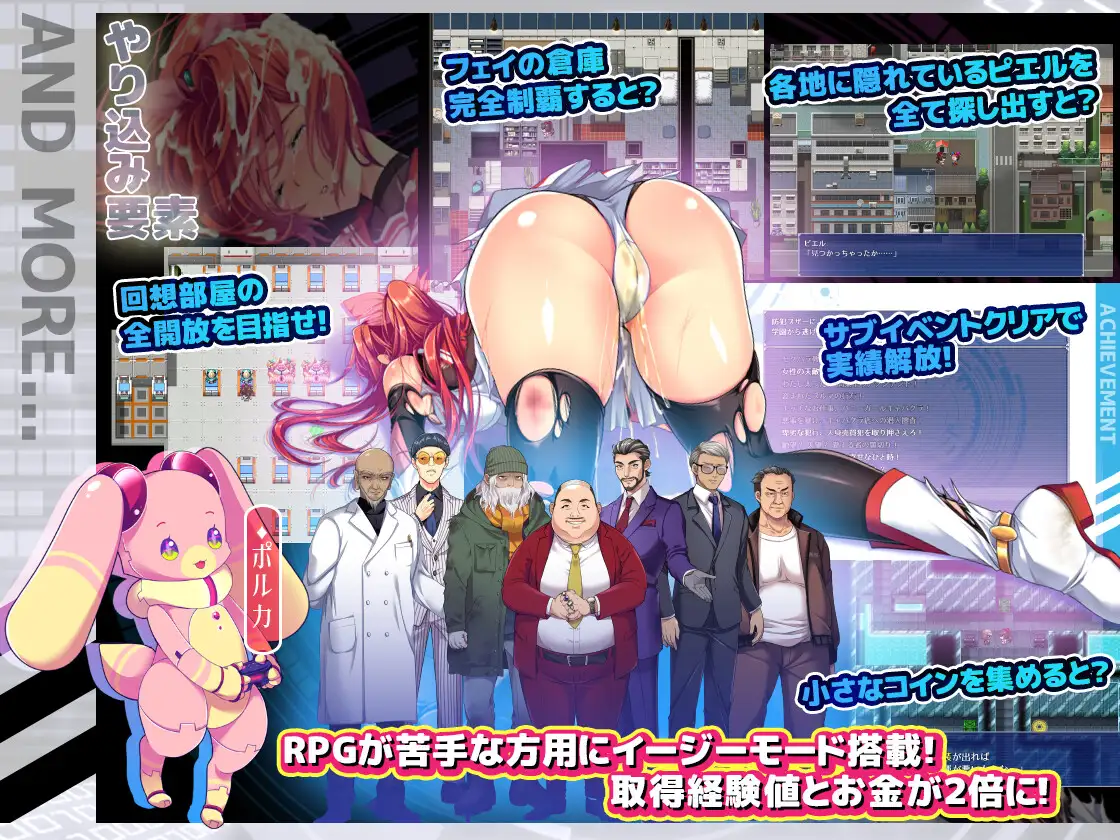 AND MORE...
やり込み要素
フェイの倉庫
完全制覇すると?
各地に隠れているピエルを
全て探し出すと?
ピエル
「見つかっちゃったか……」
回想部屋の
全開放を目指せ!
サブイベントクリアで
実績解放!
ACHIEVEMENT
ポルカ
小さなコインを集めると?
RPGが苦手な方用にイージーモード搭載!
取得経験値とお金が2倍に!